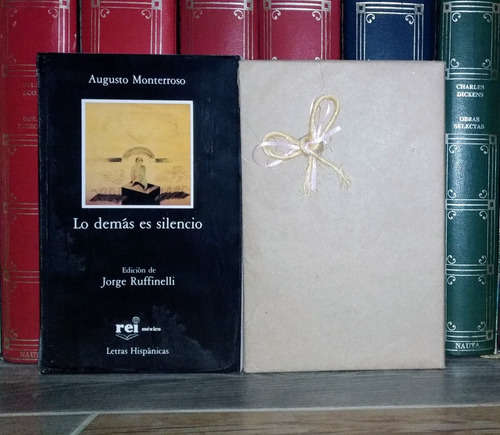 Augusto Monterroso
Lo demás es silencio
Edición de
Jorge Ruffinelli
rei méxico
Letras Hispánicas
CHARLES
DICKENS
OBRAS
SELECTAS
NAUTA